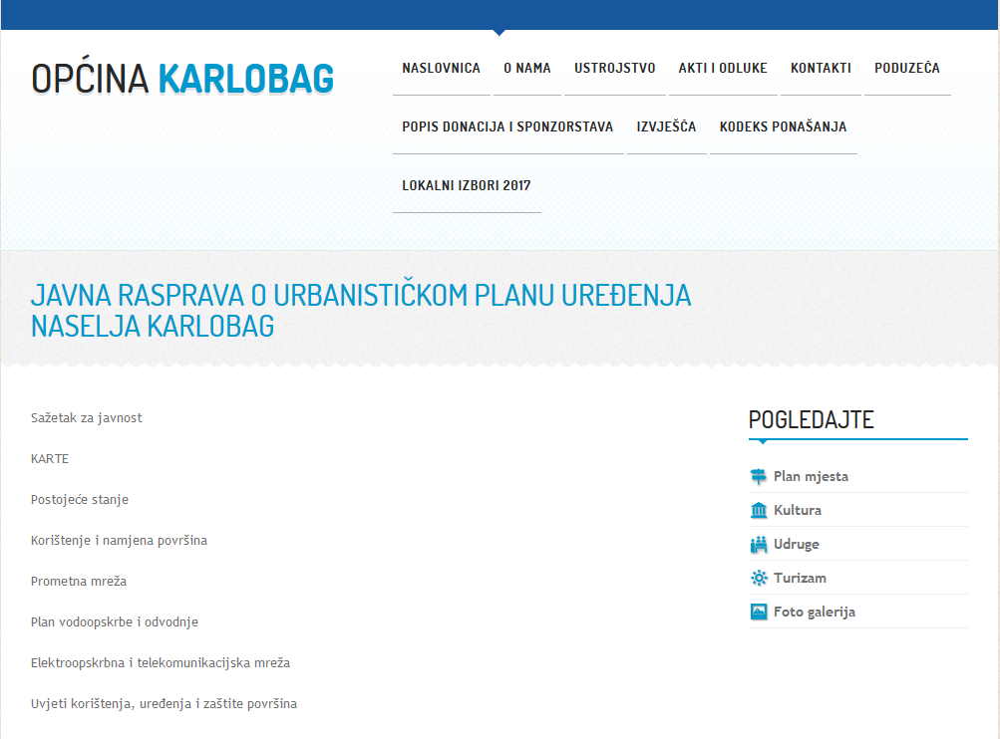 OPĆINA KARLOBAG
NASLOVNICA O NAMA USTROJSTVO AKTI I ODLUKE KONTAKTI PODUZEĆA
POPIS DONACIJA I SPONZORSTAVA IZVJEŠĆA KODEKS PONAŠANJA
LOKALNI IZBORI 2017
JAVNA RASPRAVA O URBANISTIČKOM PLANU UREĐENJA
NASELJA KARLOBAG
Sažetak za javnost
KARTE
Postojeće stanje
Korištenje i namjena površina
Prometna mreža
Plan vodoopskrbe i odvodnje
Elektroopskrbna i telekomunikacijska mreža
Uvjeti korištenja, uređenja i zaštite površina
POGLEDAJTE
Plan mjesta
Kultura
Udruge
Turizam
Foto galerija